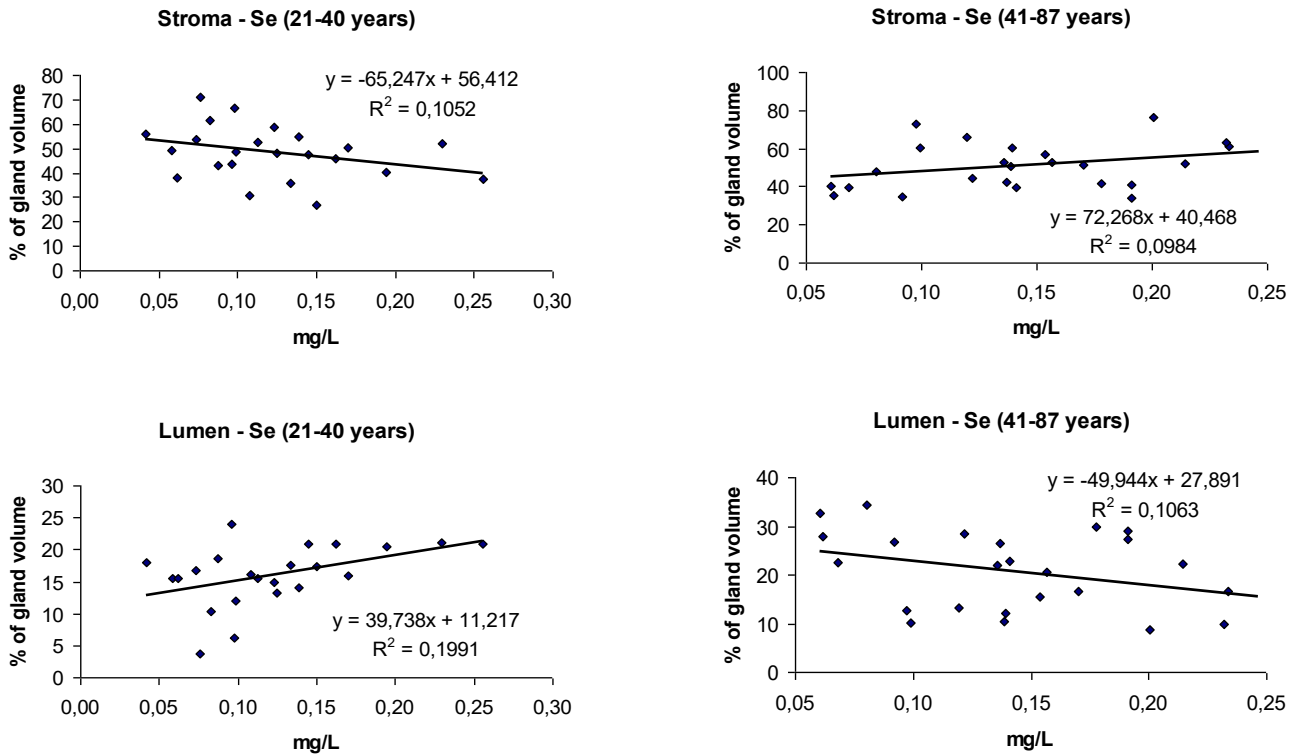 Stroma - Se (21-40 years)
% of gland volume
80
70
60
50
40
30
20
10
0
y = -65,247x + 56,412
R² = 0,1052
0,00 0,05 0,10 0,15 0,20 0,25 0,30
mg/L
Stroma - Se (41-87 years)
% of gland volume
100
80
60
40
20
0
y = 72,268x + 40,468
R² = 0,0984
0,05 0,10 0,15 0,20 0,25
mg/L
Lumen - Se (21-40 years)
% of gland volume
30
25
20
15
10
5
0
y = 39,738x + 11,217
R² = 0,1991
0,00 0,05 0,10 0,15 0,20 0,25 0,30
mg/L
Lumen - Se (41-87 years)
% of gland volume
40
30
20
10
0
y = -49,944x + 27,891
R² = 0,1063
0,05 0,10 0,15 0,20 0,25
mg/L